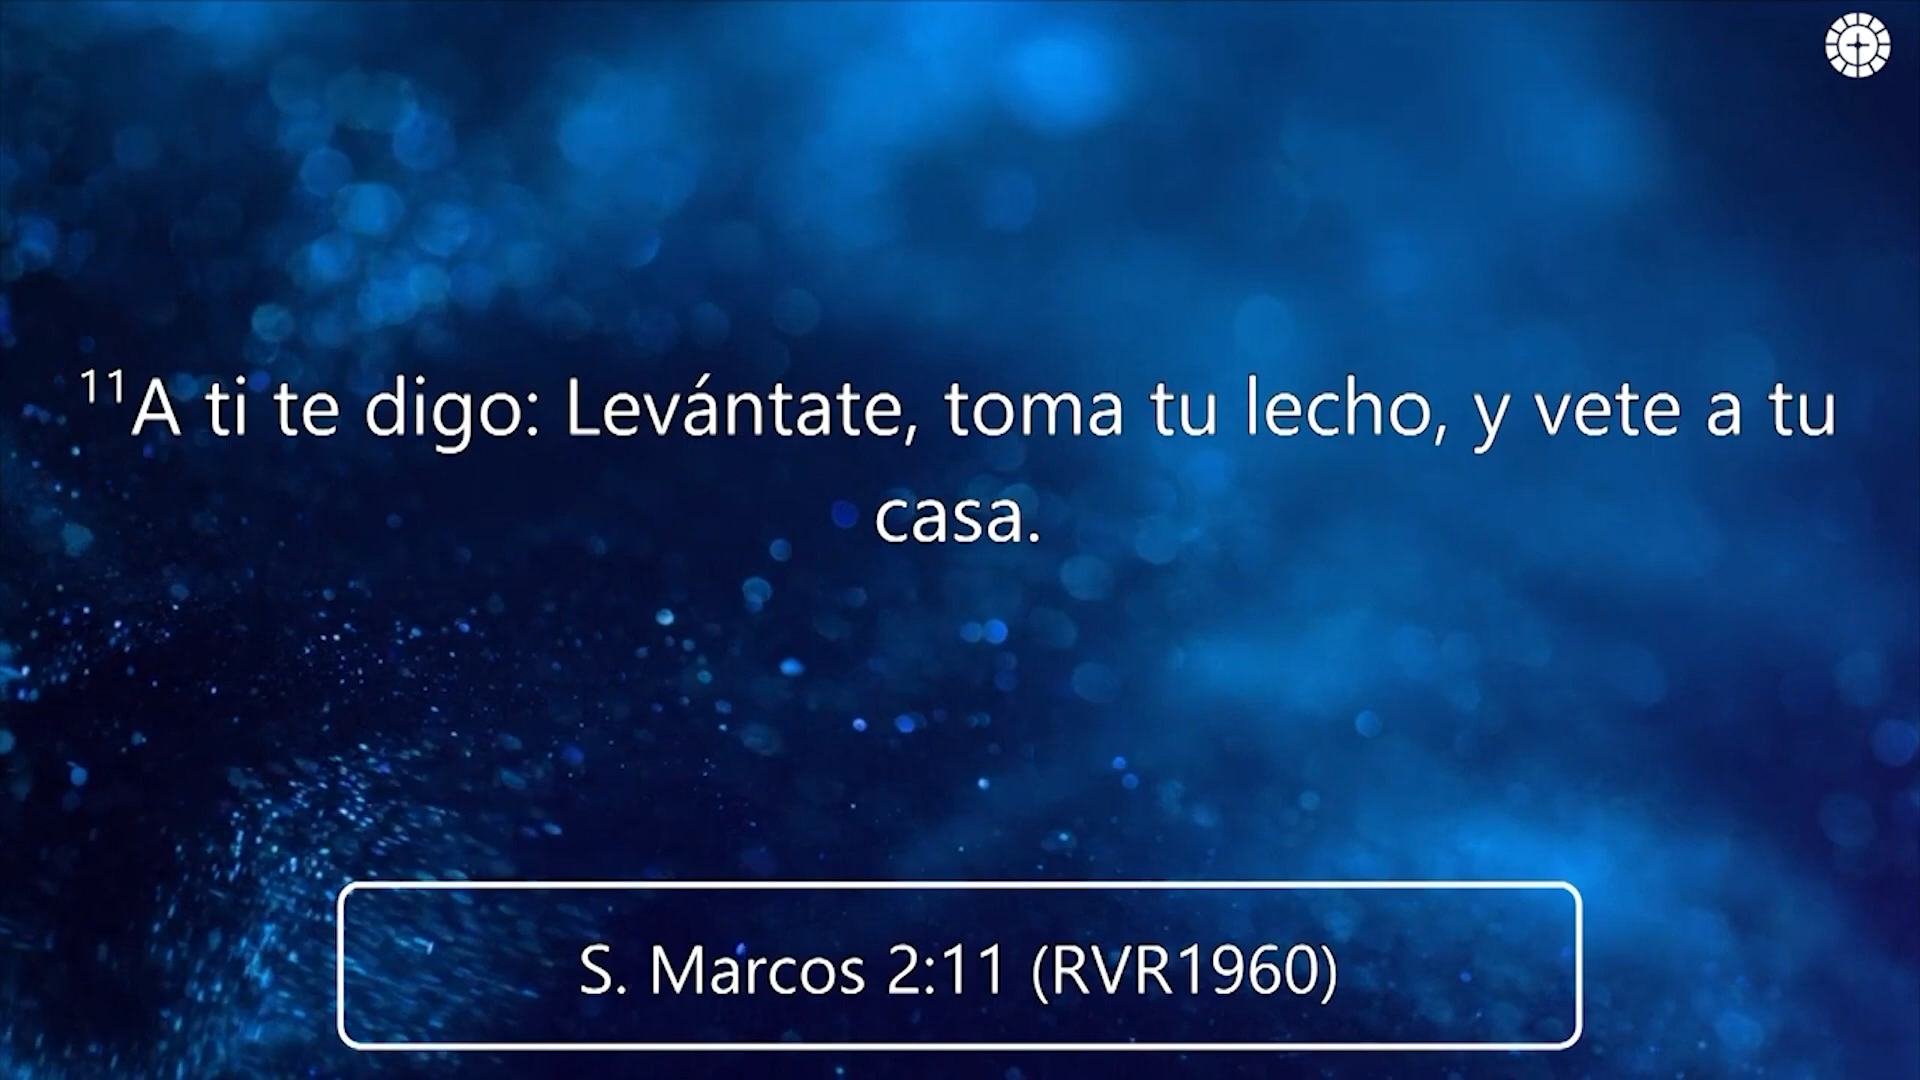 ¹¹A ti te digo: Levántate, toma tu lecho, y vete a tu
casa.
S. Marcos 2:11 (RVR1960)